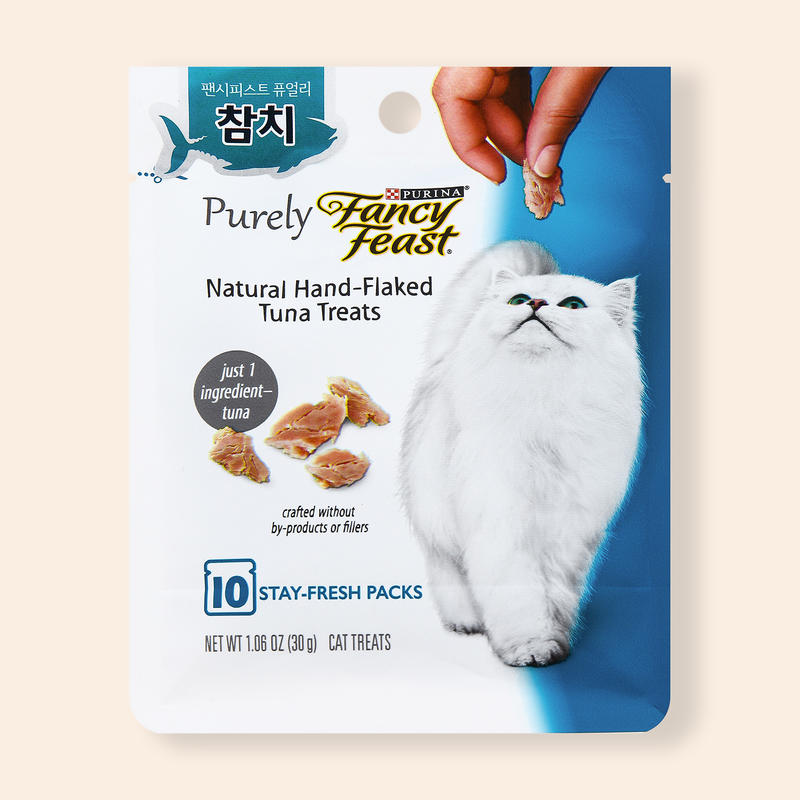 팬시피스트 퓨얼리
참치
PURINA®
Purely Fancy
Feast®
Natural Hand-Flaked
Tuna Treats
just 1
ingredient–
tuna
crafted without
by-products or fillers
10 STAY-FRESH PACKS
NET WT 1.06 OZ (30 g) CAT TREATS